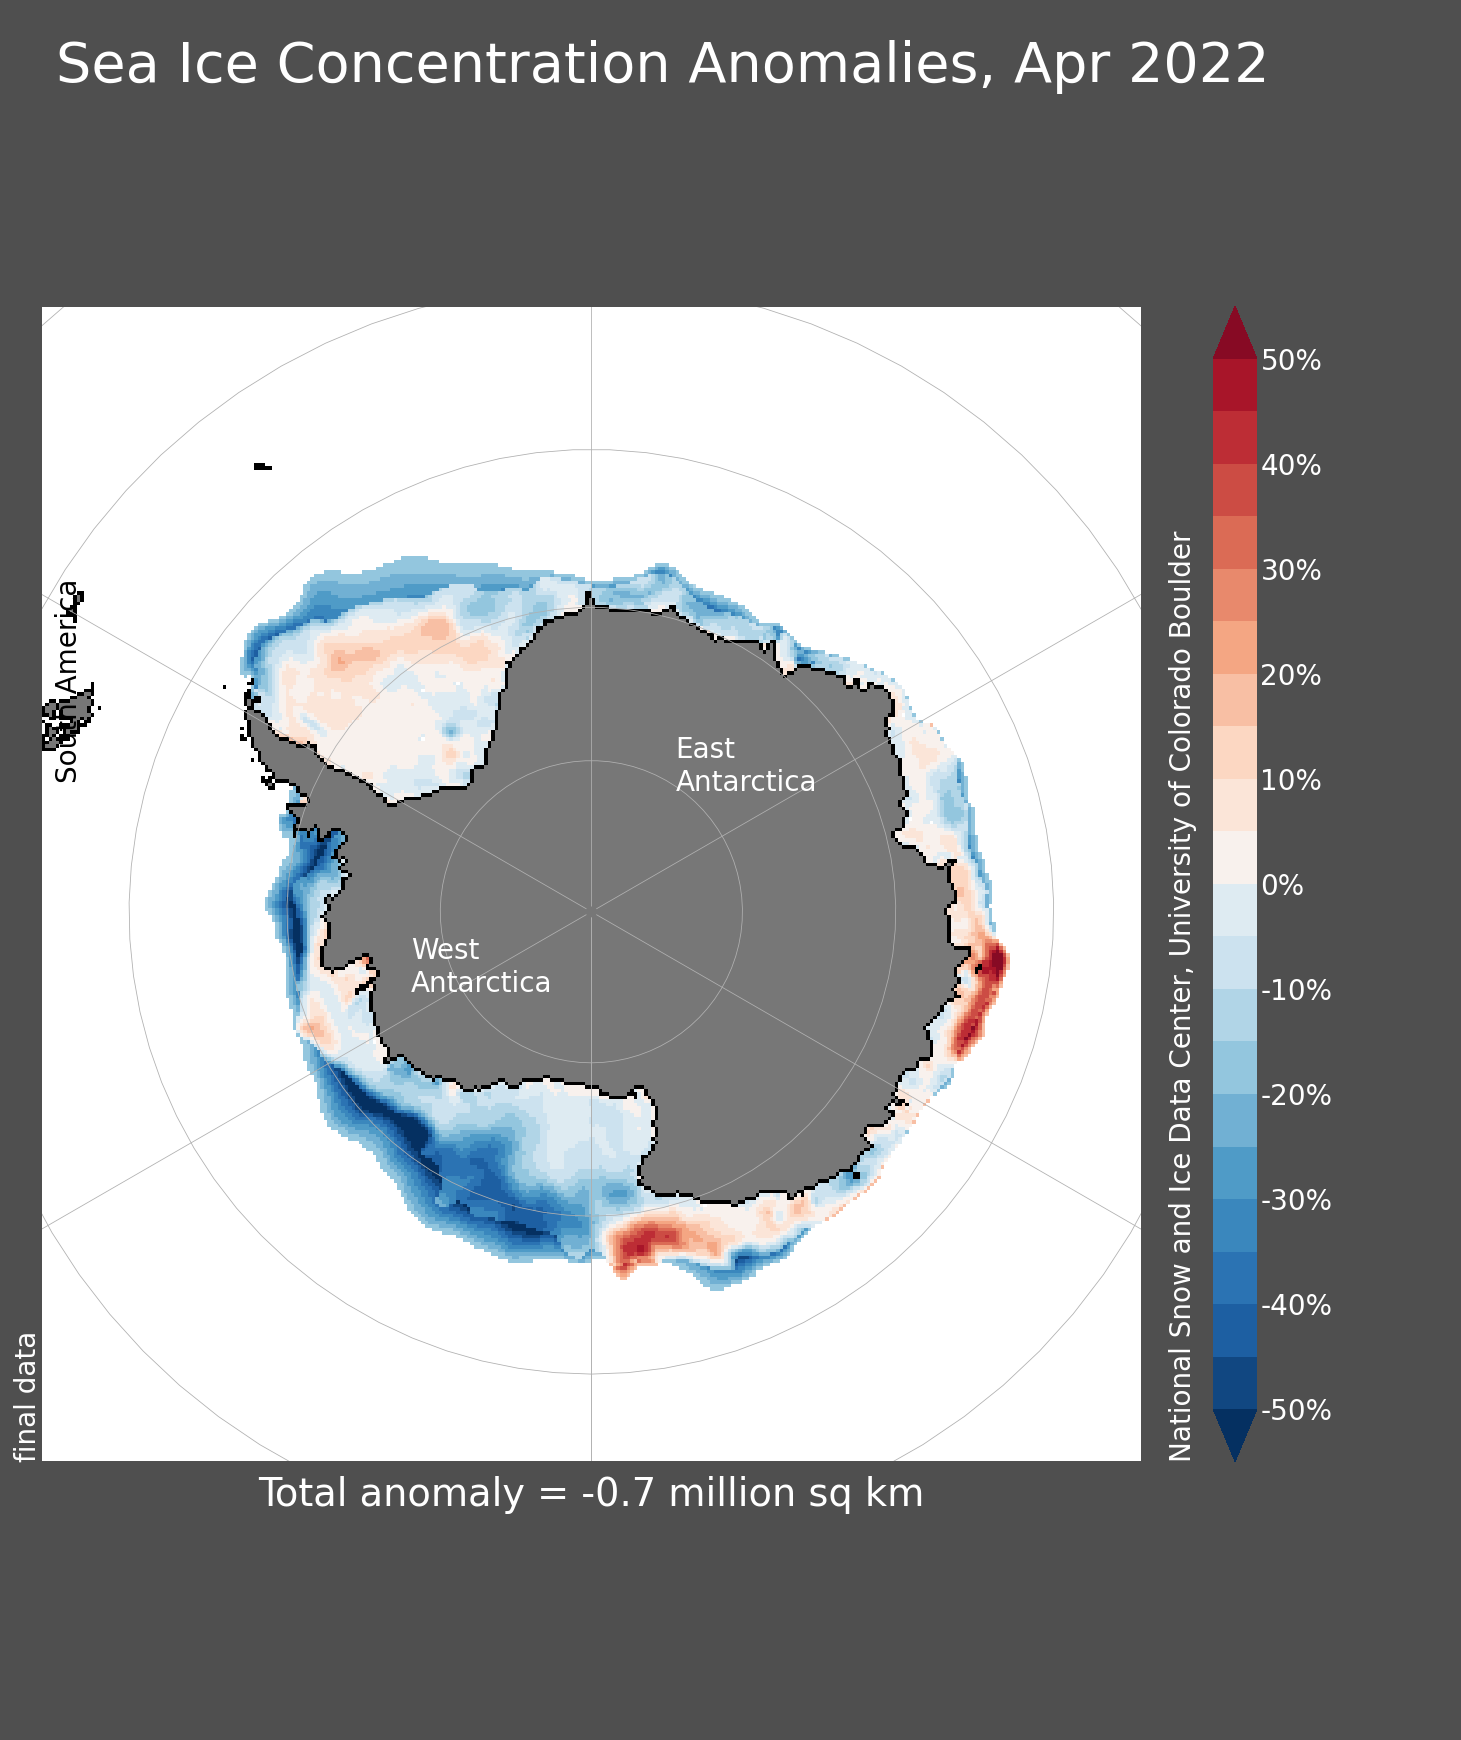 Sea Ice Concentration Anomalies, Apr 2022
South America
East
Antarctica
West
Antarctica
final data
National Snow and Ice Data Center, University of Colorado Boulder
50%
40%
30%
20%
10%
0%
-10%
-20%
-30%
-40%
-50%
Total anomaly = -0.7 million sq km